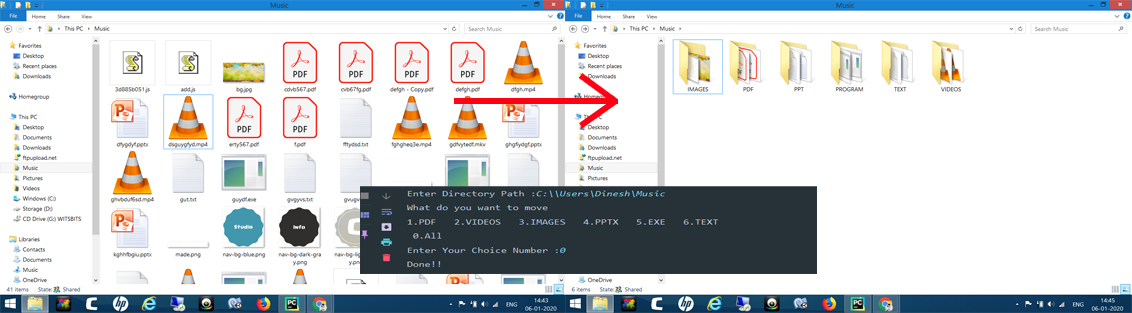 Music
File Home Share View
This PC Music
Search Music
Favorites
Desktop
Recent places
Downloads
Homegroup
This PC
Desktop
Documents
Downloads
ftpupload.net
Music
Pictures
Videos
Windows (C:)
Storage (D:)
CD Drive (G:) WITSBITS
Libraries
Contacts
Documents
Music
OneDrive
3d885b051.js add.js bg.jpg cdvb567.pdf cvb67fg.pdf defgh - Copy.pdf defgh.pdf dfgh.mp4
dfygdyf.pptx dsguygfyd.mp4 erty567.pdf f.pdf fftydsd.txt fghgheq3e.mp4 gdfvytedf.mkv ghgfiydgf.pptx
ghvbduf6sd.mp4 gut.txt guydf.exe gvgyvs.txt
kghhfbgiu.pptx made.png nav-bg-blue.png nav-bg-dark-gray.png
Studio
Info
41 items State: Shared
ENG
14:43
06-01-2020
Music
File Home Share View
This PC Music
Search Music
Favorites
Desktop
Recent places
Downloads
Homegroup
This PC
Desktop
Documents
Downloads
ftpupload.net
Music
OneDrive
IMAGES PDF PPT PROGRAM TEXT VIDEOS
6 items State: Shared
ENG
14:45
06-01-2020
Enter Directory Path :C:\\Users\Dinesh\Music
What do you want to move
1.PDF 2.VIDEOS 3.IMAGES 4.PPTX 5.EXE 6.TEXT
0.All
Enter Your Choice Number :0
Done!!